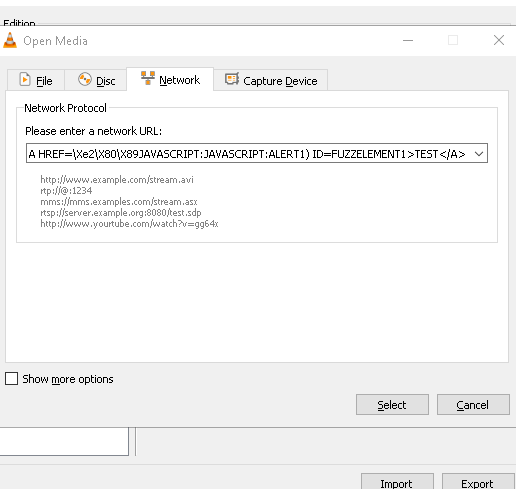 Edition
Open Media
File Disc Network Capture Device
Network Protocol
Please enter a network URL:
A HREF=\Xe2\X80\X89JAVASCRIPT:JAVASCRIPT:ALERT1) ID=FUZZELEMENT1>TEST</A>
http://www.example.com/stream.avi
rtp://@:1234
mms://mms.examples.com/stream.asx
rtsp://server.example.org:8080/test.sdp
http://www.yourtube.com/watch?v=gg64x
Show more options
Select Cancel
Import Export